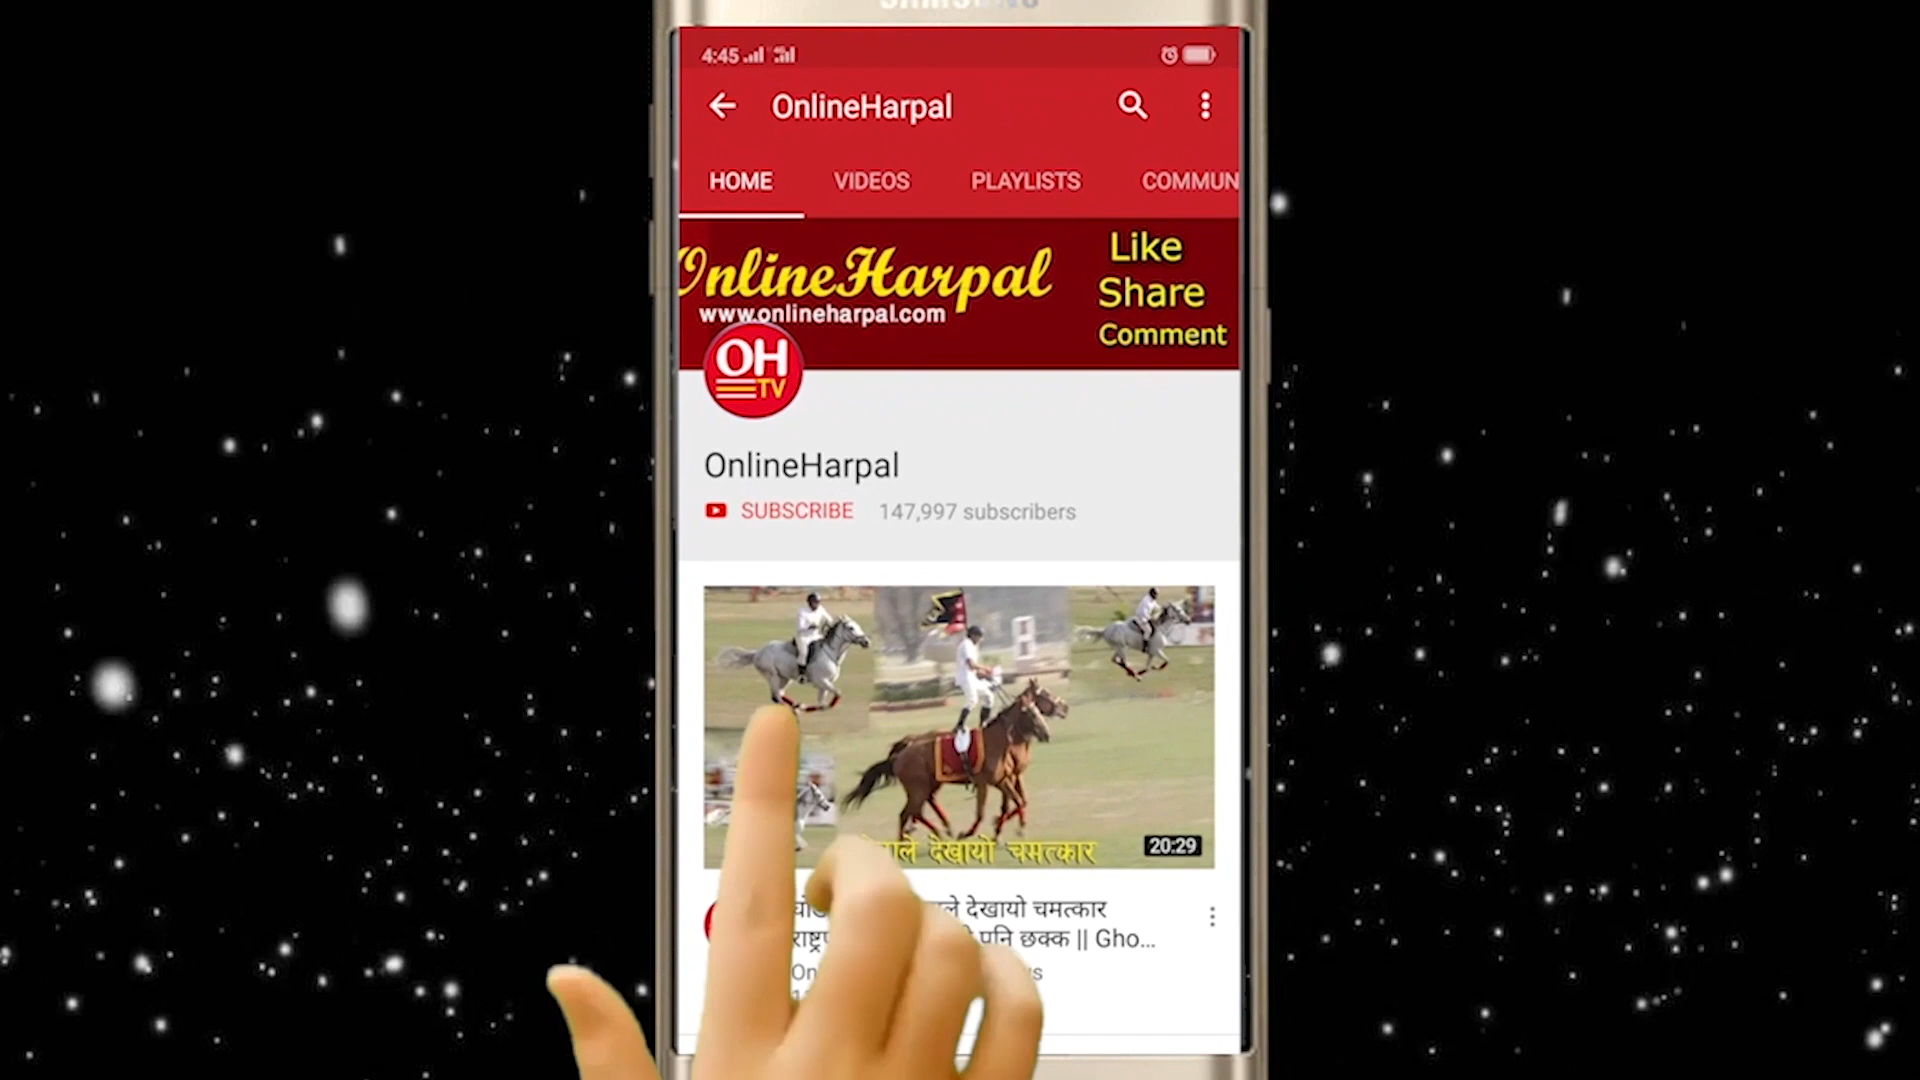 SAMSUNG
4:45
OnlineHarpal
HOME VIDEOS PLAYLISTS COMMUN
OnlineHarpal
www.onlineharpal.com
Like
Share
Comment
OH
TV
OnlineHarpal
SUBSCRIBE 147,997 subscribers
देखायो चमत्कार
20:29
देखायो चमत्कार
पनि छक्क || Gho...